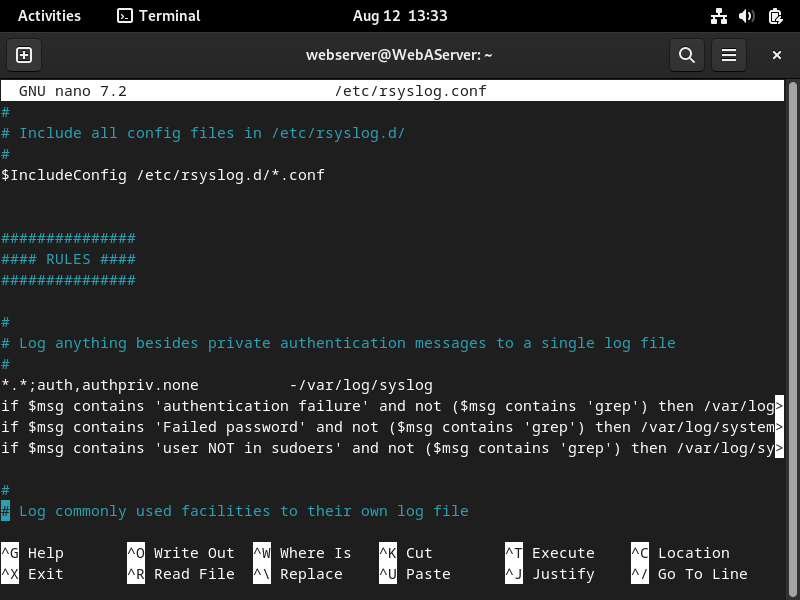 Activities Terminal Aug 12 13:33
webserver@WebAServer: ~
GNU nano 7.2 /etc/rsyslog.conf
#
# Include all config files in /etc/rsyslog.d/
#
$IncludeConfig /etc/rsyslog.d/*.conf
###############
#### RULES ####
###############
#
# Log anything besides private authentication messages to a single log file
#
*.*;auth,authpriv.none -/var/log/syslog
if $msg contains 'authentication failure' and not ($msg contains 'grep') then /var/log>
if $msg contains 'Failed password' and not ($msg contains 'grep') then /var/log/system>
if $msg contains 'user NOT in sudoers' and not ($msg contains 'grep') then /var/log/sy>
#
# Log commonly used facilities to their own log file
^G Help ^O Write Out ^W Where Is ^K Cut ^T Execute ^C Location
^X Exit ^R Read File ^\ Replace ^U Paste ^J Justify ^/ Go To Line